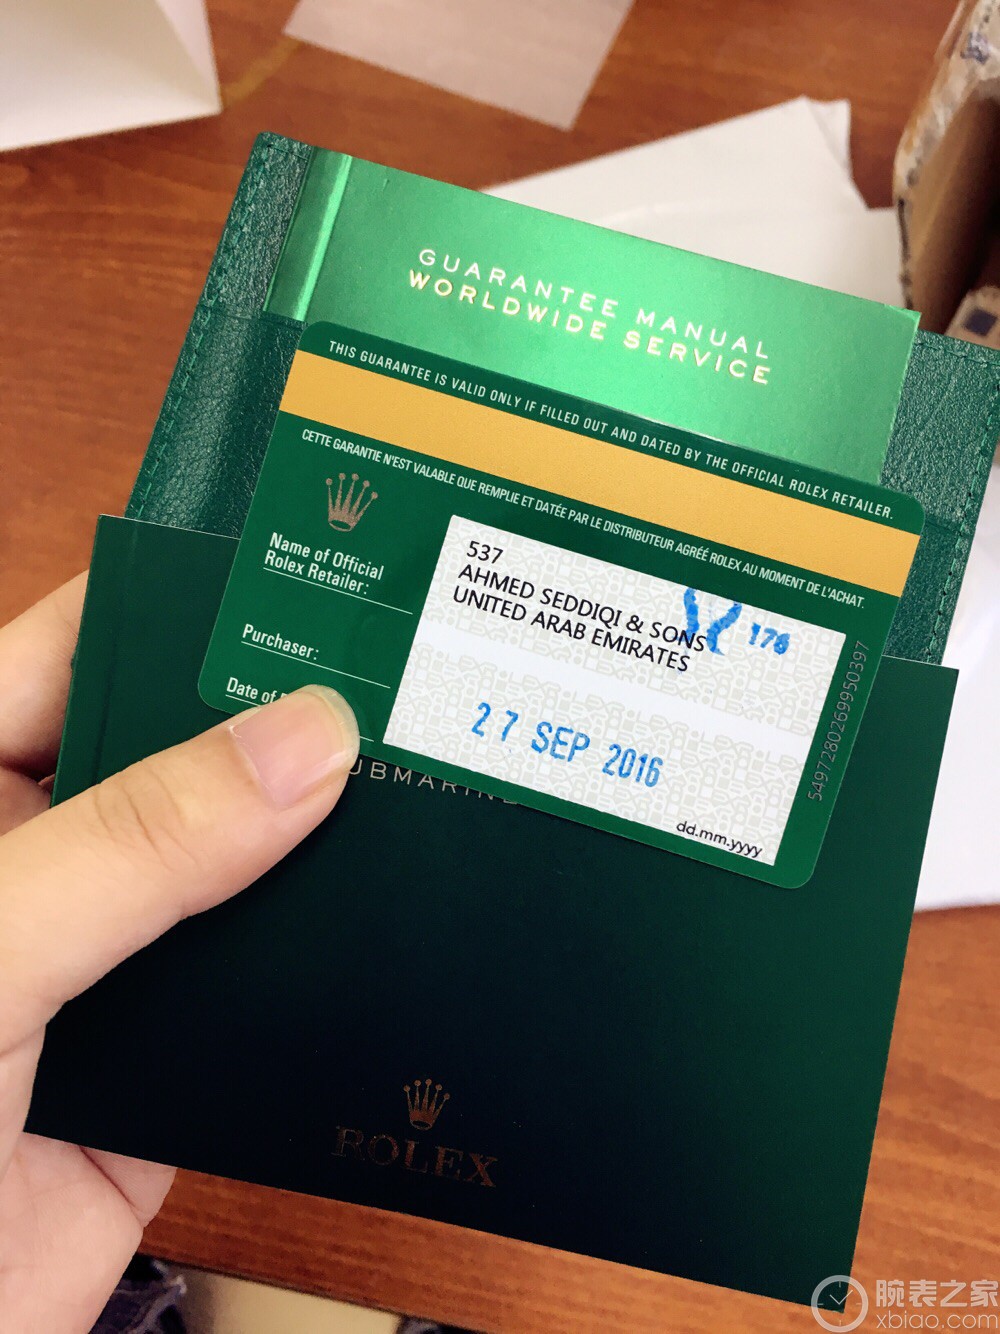 GUARANTEE MANUAL
WORLDWIDE SERVICE
THIS GUARANTEE IS VALID ONLY IF FILLED OUT AND DATED BY THE OFFICIAL ROLEX RETAILER.
CETTE GARANTIE N'EST VALABLE QUE REMPLIE ET DATÉE PAR LE DISTRIBUTEUR AGRÉÉ ROLEX AU MOMENT DE L'ACHAT.
Name of Official
Rolex Retailer:
537
AHMED SEDDIQI & SONS
UNITED ARAB EMIRATES
176
Purchaser:
Date of
27 SEP 2016
dd.mm.yyyy
5497280269950397
UBMARINE
ROLEX
腕表之家
xbiao.com